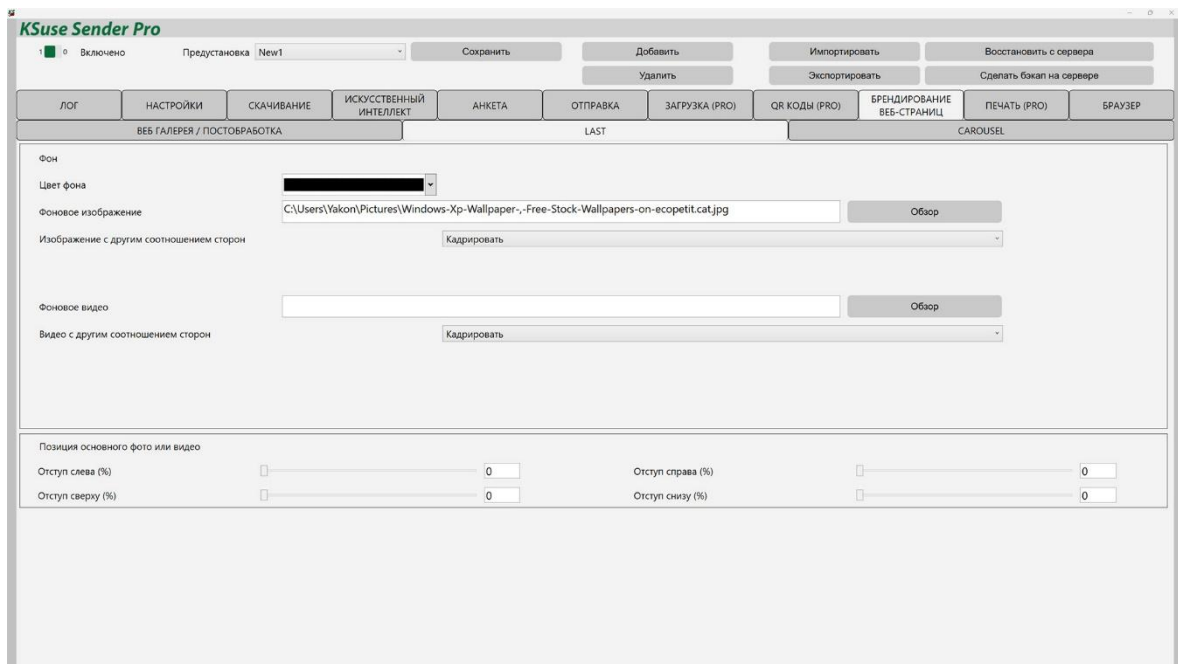 KSuse Sender Pro
1 0 Включено Предустановка New1 Сохранить Добавить Импортировать Восстановить с сервера
Удалить Экспортировать Сделать бэкап на сервере
ЛОГ НАСТРОЙКИ СКАЧИВАНИЕ ИСКУССТВЕННЫЙ ИНТЕЛЛЕКТ АНКЕТА ОТПРАВКА ЗАГРУЗКА (PRO) QR КОДЫ (PRO) БРЕНДИРОВАНИЕ ВЕБ-СТРАНИЦ ПЕЧАТЬ (PRO) БРАУЗЕР
ВЕБ ГАЛЕРЕЯ / ПОСТОБРАБОТКА LAST CAROUSEL
Фон
Цвет фона
Фоновое изображение C:\Users\Yakon\Pictures\Windows-Xp-Wallpaper-,-Free-Stock-Wallpapers-on-ecopetit.cat.jpg Обзор
Изображение с другим соотношением сторон Кадрировать
Фоновое видео Обзор
Видео с другим соотношением сторон Кадрировать
Позиция основного фото или видео
Отступ слева (%) 0 Отступ справа (%) 0
Отступ сверху (%) 0 Отступ снизу (%) 0